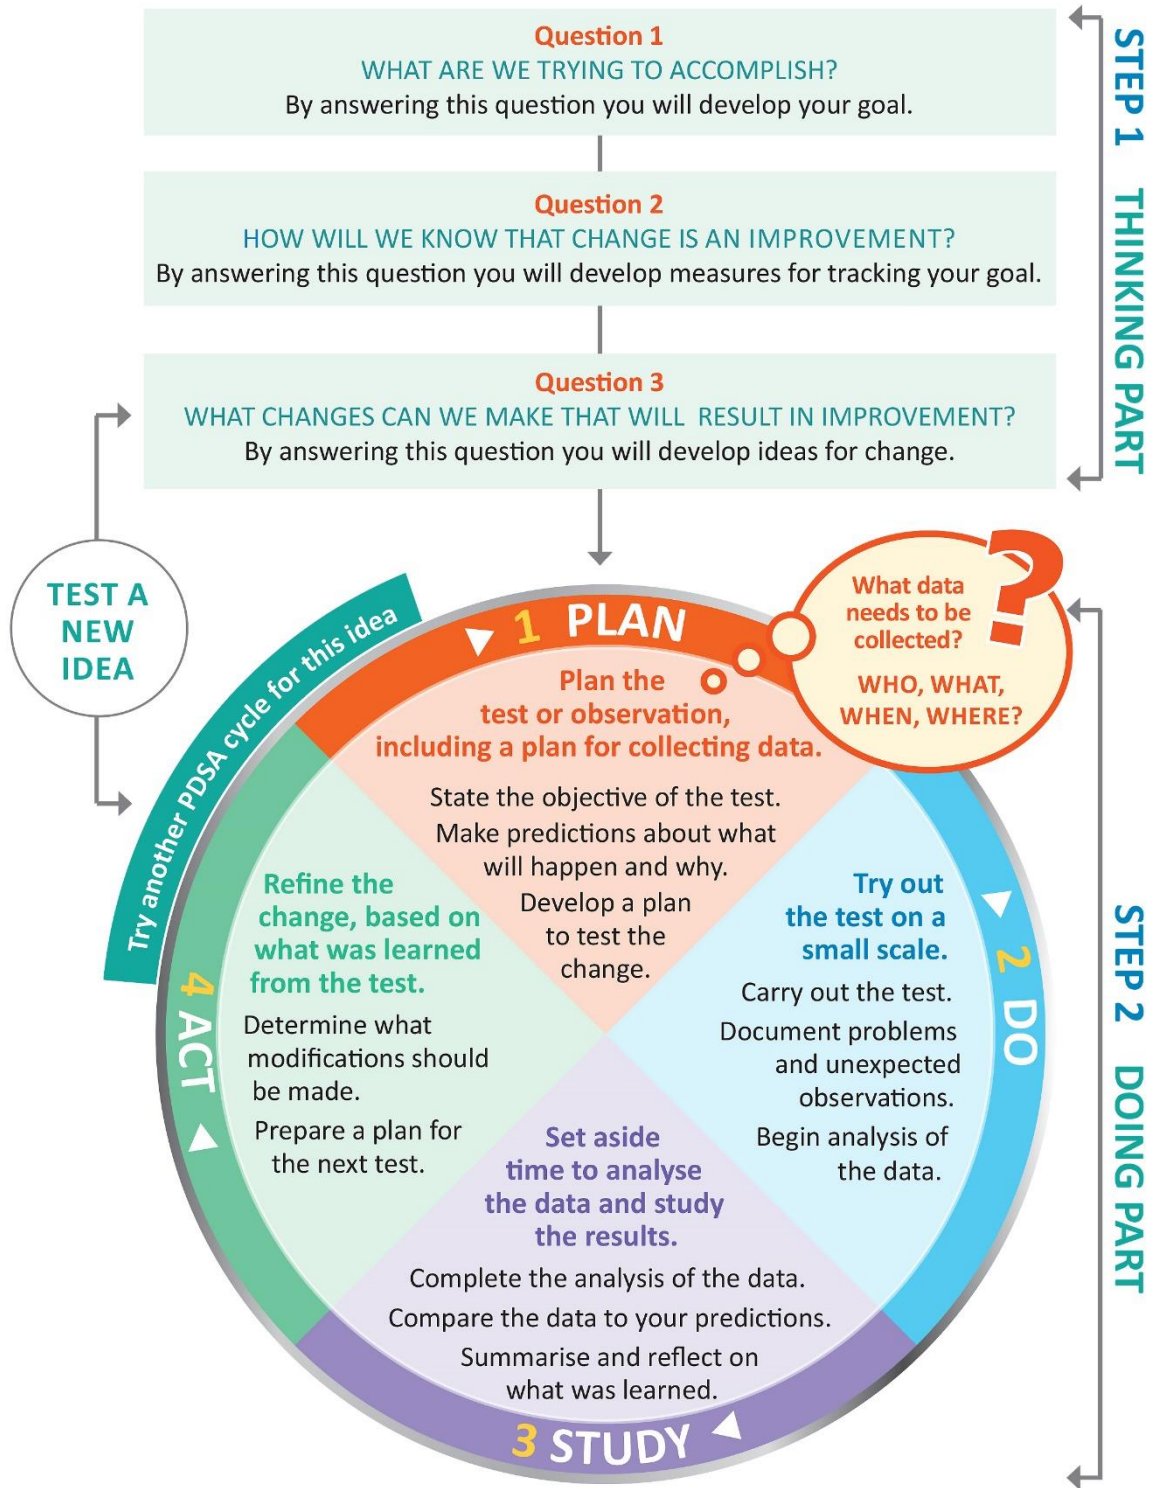 Question 1
WHAT ARE WE TRYING TO ACCOMPLISH?
By answering this question you will develop your goal.
Question 2
HOW WILL WE KNOW THAT CHANGE IS AN IMPROVEMENT?
By answering this question you will develop measures for tracking your goal.
Question 3
WHAT CHANGES CAN WE MAKE THAT WILL RESULT IN IMPROVEMENT?
By answering this question you will develop ideas for change.
STEP 1 THINKING PART
TEST A
NEW
IDEA
Try another PDSA cycle for this idea
1 PLAN
Plan the
test or observation,
including a plan for collecting data.
State the objective of the test.
Make predictions about what
will happen and why.
Develop a plan
to test the
change.
?
What data
needs to be
collected?
WHO, WHAT,
WHEN, WHERE?
2 DO
Try out
the test on a
small scale.
Carry out the test.
Document problems
and unexpected
observations.
Begin analysis of
the data.
3 STUDY
Set aside
time to analyse
the data and study
the results.
Complete the analysis of the data.
Compare the data to your predictions.
Summarise and reflect on
what was learned.
4 ACT
Refine the
change, based on
what was learned
from the test.
Determine what
modifications should
be made.
Prepare a plan for
the next test.
STEP 2 DOING PART